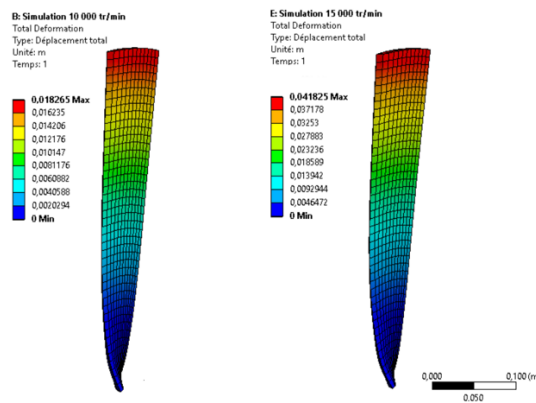 B: Simulation 10 000 tr/min
Total Deformation
Type: Déplacement total
Unité: m
Temps: 1
0,018265 Max
0,016235
0,014206
0,012176
0,010147
0,0081176
0,0060882
0,0040588
0,0020294
0 Min
E: Simulation 15 000 tr/min
Total Deformation
Type: Déplacement total
Unité: m
Temps: 1
0,041825 Max
0,037178
0,03253
0,027883
0,023236
0,018589
0,013942
0,0092944
0,0046472
0 Min
0,000 0,100 (m
0.050